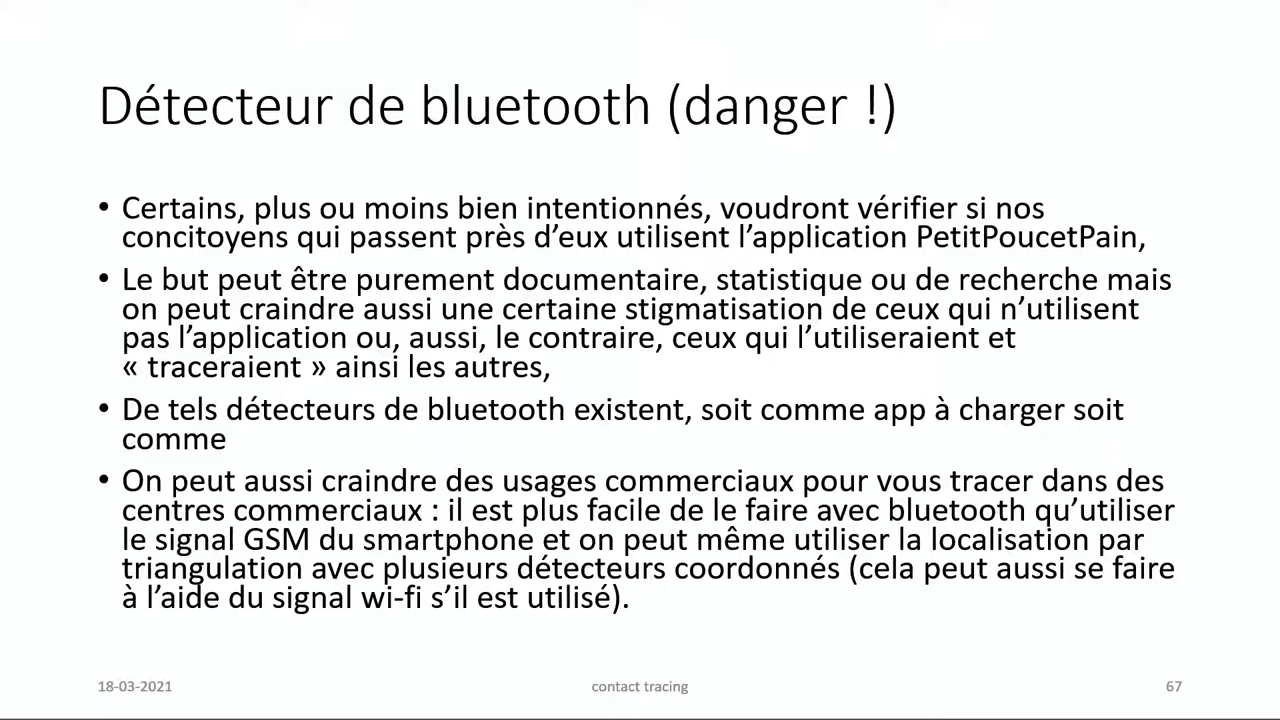 Détecteur de bluetooth (danger !)
• Certains, plus ou moins bien intentionnés, voudront vérifier si nos
concitoyens qui passent près d’eux utilisent l’application PetitPoucetPain,
• Le but peut être purement documentaire, statistique ou de recherche mais
on peut craindre aussi une certaine stigmatisation de ceux qui n’utilisent
pas l’application ou, aussi, le contraire, ceux qui l’utiliseraient et
« traceraient » ainsi les autres,
• De tels détecteurs de bluetooth existent, soit comme app à charger soit
comme
• On peut aussi craindre des usages commerciaux pour vous tracer dans des
centres commerciaux : il est plus facile de le faire avec bluetooth qu’utiliser
le signal GSM du smartphone et on peut même utiliser la localisation par
triangulation avec plusieurs détecteurs coordonnés (cela peut aussi se faire
à l’aide du signal wi-fi s’il est utilisé).
18-03-2021
contact tracing
67